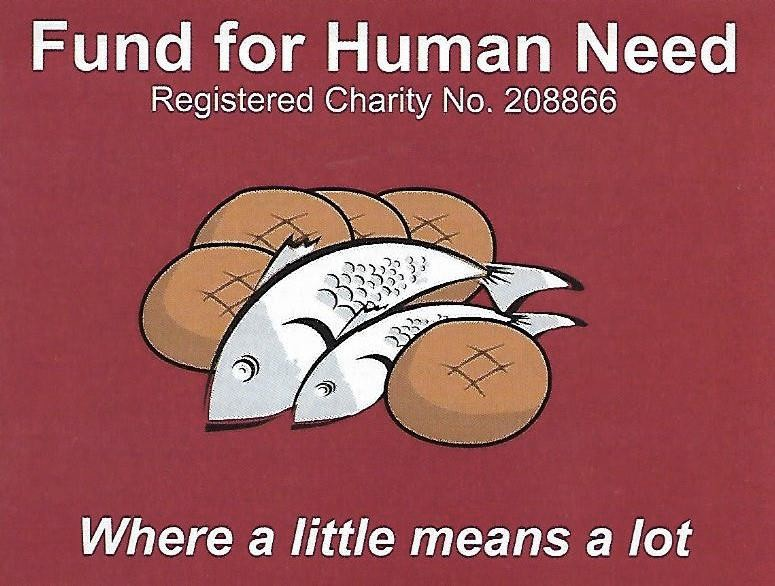 Fund for Human Need
Registered Charity No. 208866
Where a little means a lot